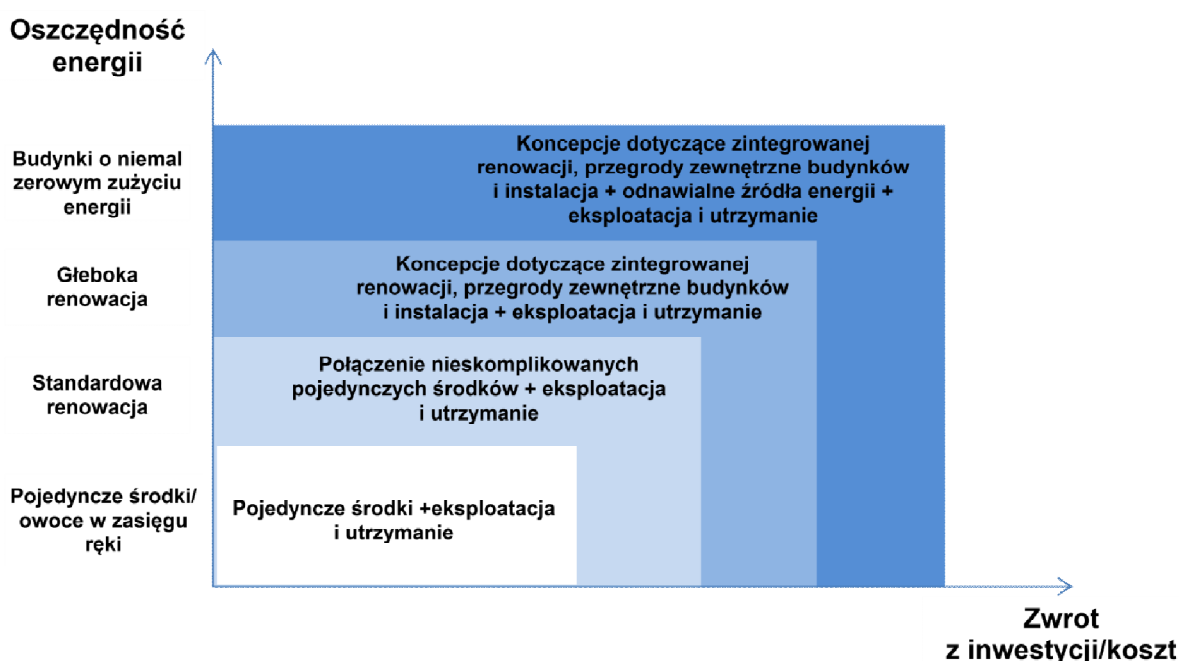 Oszczędność
energii
Budynki o niemal
zerowym zużyciu
energii
Koncepcje dotyczące zintegrowanej
renowacji, przegrody zewnętrzne budynków
i instalacja + odnawialne źródła energii +
eksploatacja i utrzymanie
Głeboka
renowacja
Koncepcje dotyczące zintegrowanej
renowacji, przegrody zewnętrzne budynków
i instalacja + eksploatacja i utrzymanie
Standardowa
renowacja
Połączenie nieskomplikowanych
pojedynczych środków + eksploatacja
i utrzymanie
Pojedyncze środki/
owoce w zasięgu
ręki
Pojedyncze środki +eksploatacja
i utrzymanie
Zwrot
z inwestycji/koszt